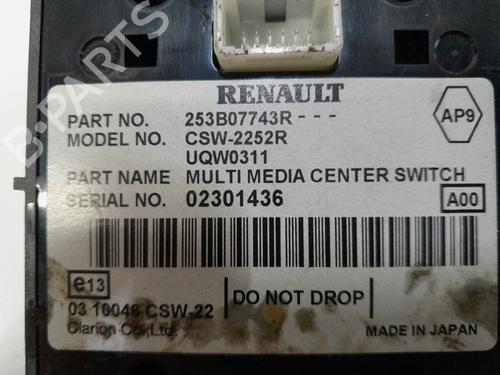 RENAULT
AP9
PART NO. 253B07743R - - -
MODEL NO. CSW-2252R
UQW0311
PART NAME MULTI MEDIA CENTER SWITCH
SERIAL NO. 02301436
A00
e13
DO NOT DROP
03 10046 CSW-22
Clarion Co.,Ltd.
MADE IN JAPAN
B-PARTS